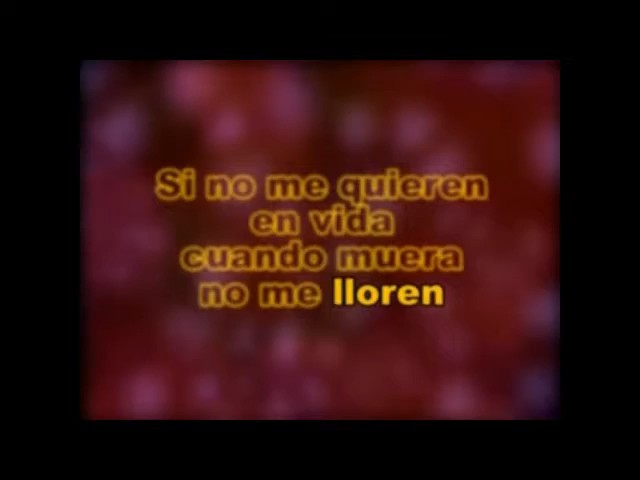 Si no me quieren
en vida
cuando muera
no me lloren